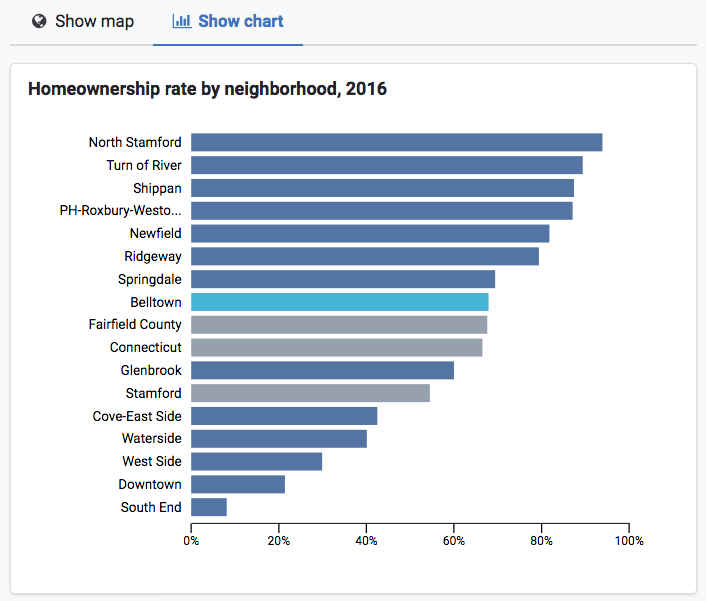 Show map Show chart
Homeownership rate by neighborhood, 2016
North Stamford
Turn of River
Shippan
PH-Roxbury-Westo...
Newfield
Ridgeway
Springdale
Belltown
Fairfield County
Connecticut
Glenbrook
Stamford
Cove-East Side
Waterside
West Side
Downtown
South End
0% 20% 40% 60% 80% 100%